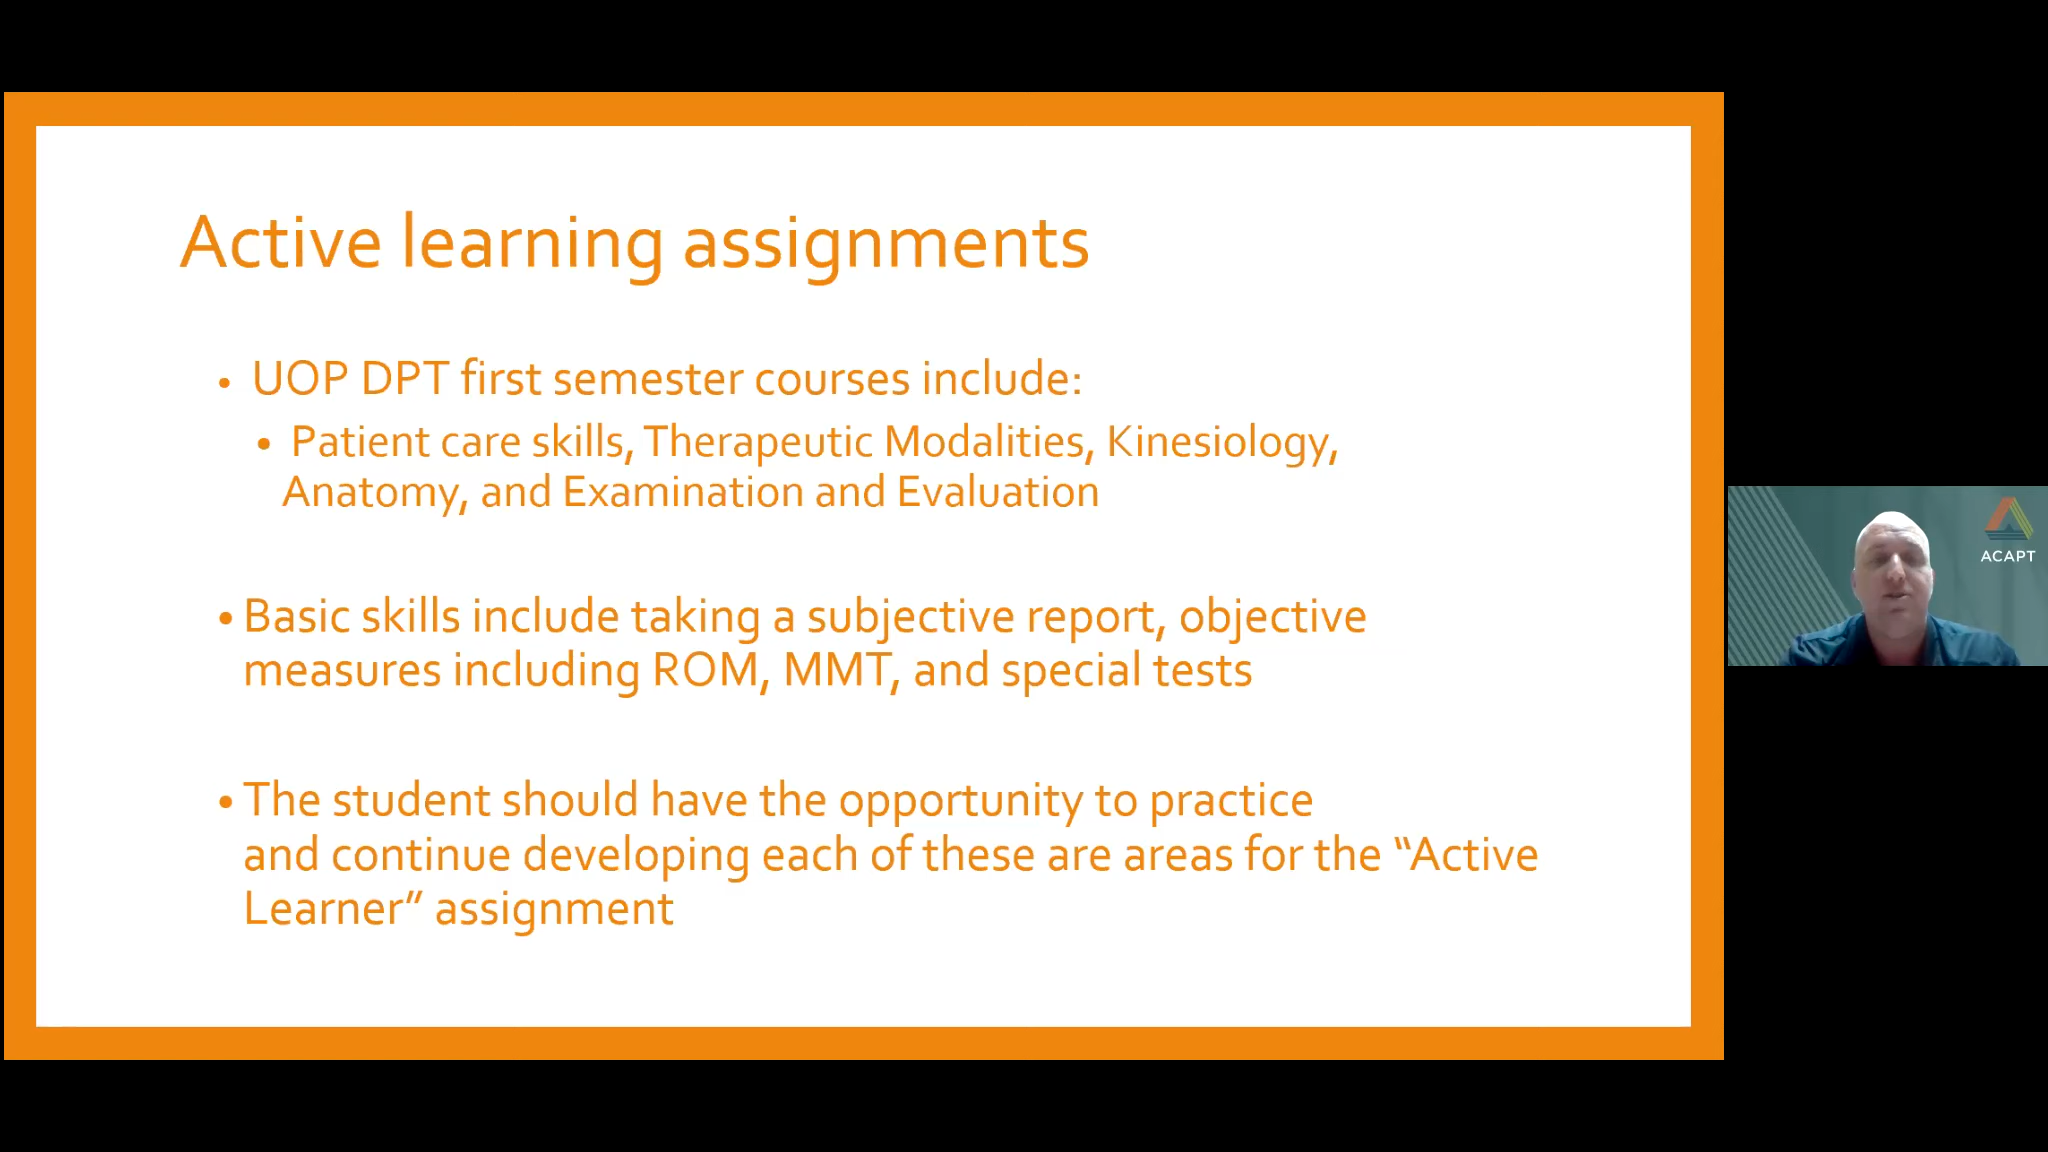 Active learning assignments
• UOP DPT first semester courses include:
• Patient care skills, Therapeutic Modalities, Kinesiology,
Anatomy, and Examination and Evaluation
• Basic skills include taking a subjective report, objective
measures including ROM, MMT, and special tests
• The student should have the opportunity to practice
and continue developing each of these are areas for the “Active
Learner” assignment
ACAPT